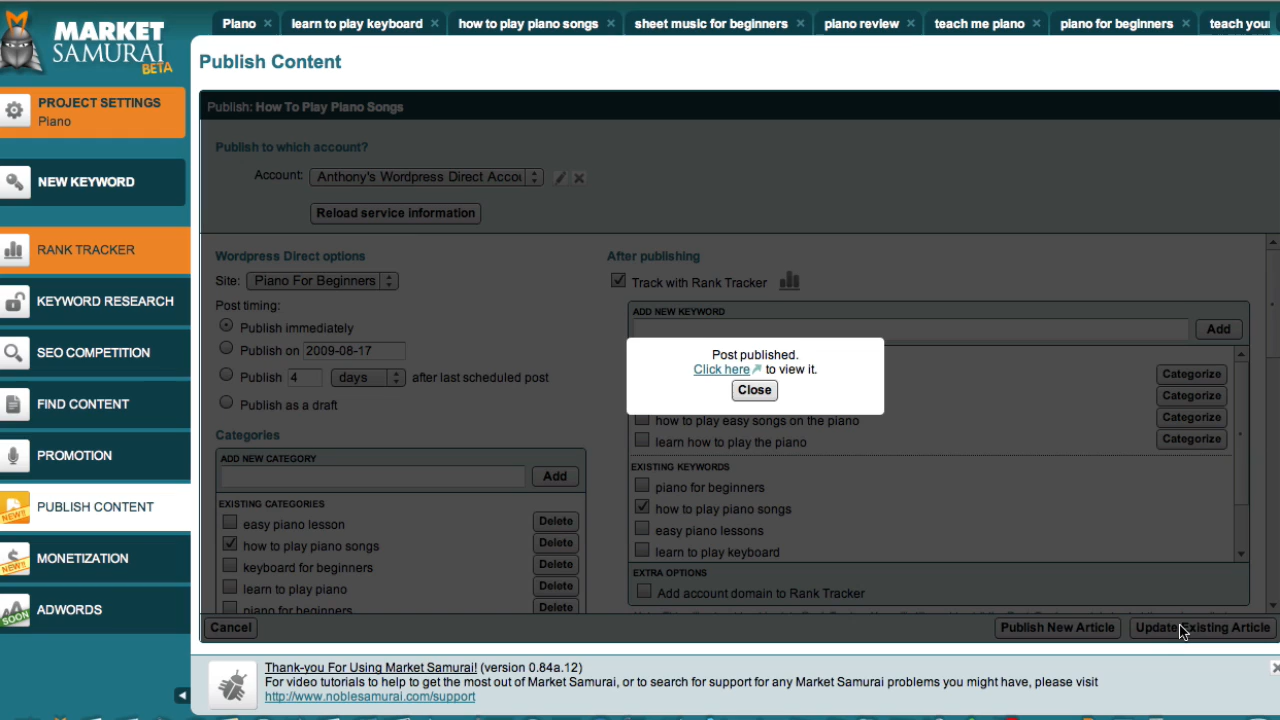 MARKET
SAMURAI
BETA
Piano
learn to play keyboard
how to play piano songs
sheet music for beginners
piano review
teach me piano
piano for beginners
teach your
Publish Content
PROJECT SETTINGS
Piano
NEW KEYWORD
RANK TRACKER
KEYWORD RESEARCH
SEO COMPETITION
FIND CONTENT
PROMOTION
NEW!!
PUBLISH CONTENT
NEW!!
MONETIZATION
SOON
ADWORDS
Publish: How To Play Piano Songs
Publish to which account?
Account: Anthony's Wordpress Direct Accou
Reload service information
Wordpress Direct options
Site: Piano For Beginners
Post timing:
Publish immediately
Publish on 2009-08-17
Publish 4 days after last scheduled post
Publish as a draft
Categories
ADD NEW CATEGORY
Add
EXISTING CATEGORIES
easy piano lesson Delete
how to play piano songs Delete
keyboard for beginners Delete
learn to play piano Delete
piano for beginners Delete
After publishing
Track with Rank Tracker
ADD NEW KEYWORD
Add
Post published.
Click here to view it.
Close
Categorize
Categorize
how to play easy songs on the piano Categorize
learn how to play the piano Categorize
EXISTING KEYWORDS
piano for beginners
how to play piano songs
easy piano lessons
learn to play keyboard
EXTRA OPTIONS
Add account domain to Rank Tracker
Cancel
Publish New Article
Update Existing Article
Thank-you For Using Market Samurai! (version 0.84a.12)
For video tutorials to help to get the most out of Market Samurai, or to search for support for any Market Samurai problems you might have, please visit
http://www.noblesamurai.com/support